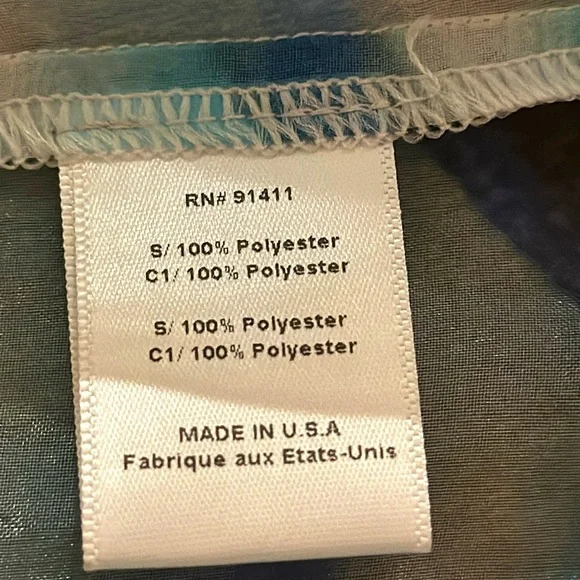 RN# 91411
S/ 100% Polyester
C1/ 100% Polyester
S/ 100% Polyester
C1/ 100% Polyester
MADE IN U.S.A
Fabrique aux Etats-Unis